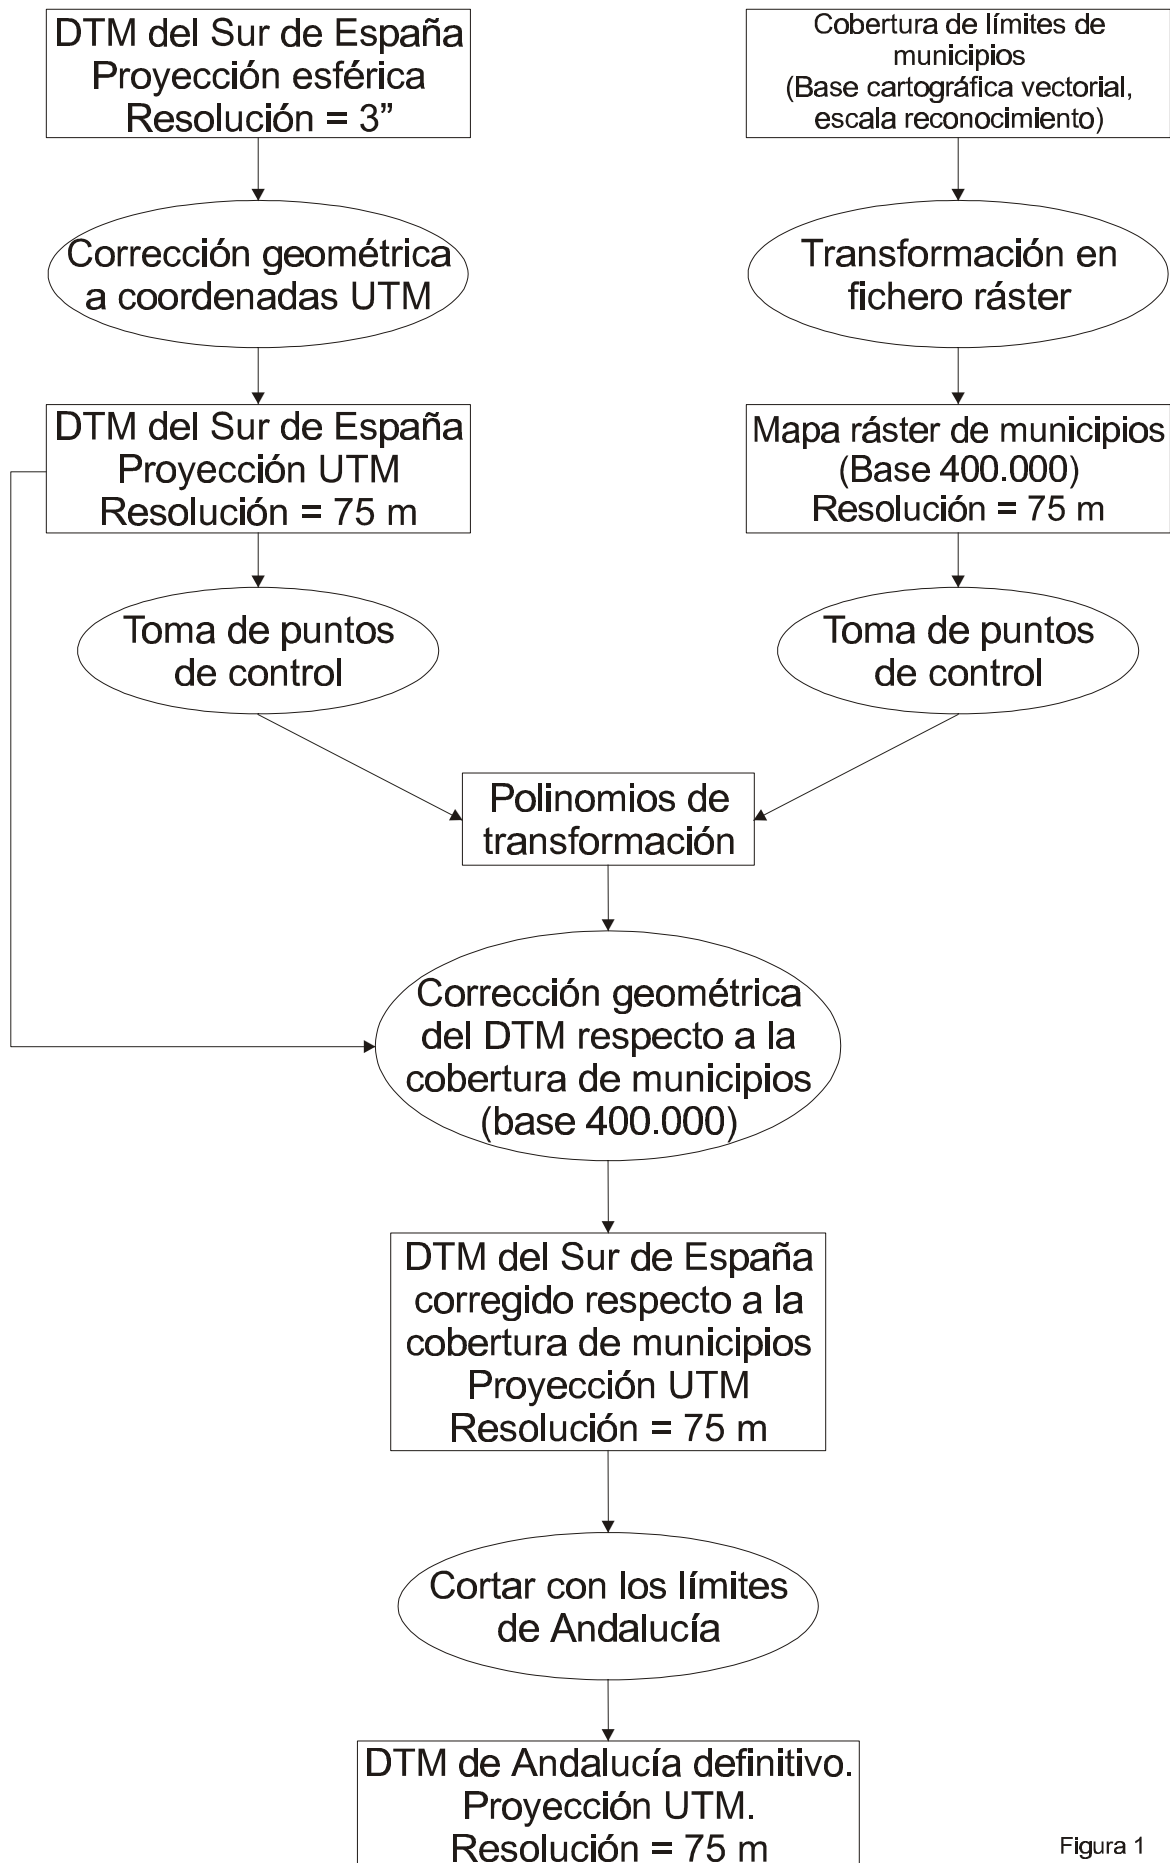 DTM del Sur de España
Proyección esférica
Resolución = 3”
Cobertura de límites de
municipios
(Base cartográfica vectorial,
escala reconocimiento)
Corrección geométrica
a coordenadas UTM
Transformación en
fichero ráster
DTM del Sur de España
Proyección UTM
Resolución = 75 m
Mapa ráster de municipios
(Base 400.000)
Resolución = 75 m
Toma de puntos
de control
Toma de puntos
de control
Polinomios de
transformación
Corrección geométrica
del DTM respecto a la
cobertura de municipios
(base 400.000)
DTM del Sur de España
corregido respecto a la
cobertura de municipios
Proyección UTM
Resolución = 75 m
Cortar con los límites
de Andalucía
DTM de Andalucía definitivo.
Proyección UTM.
Resolución = 75 m
Figura 1